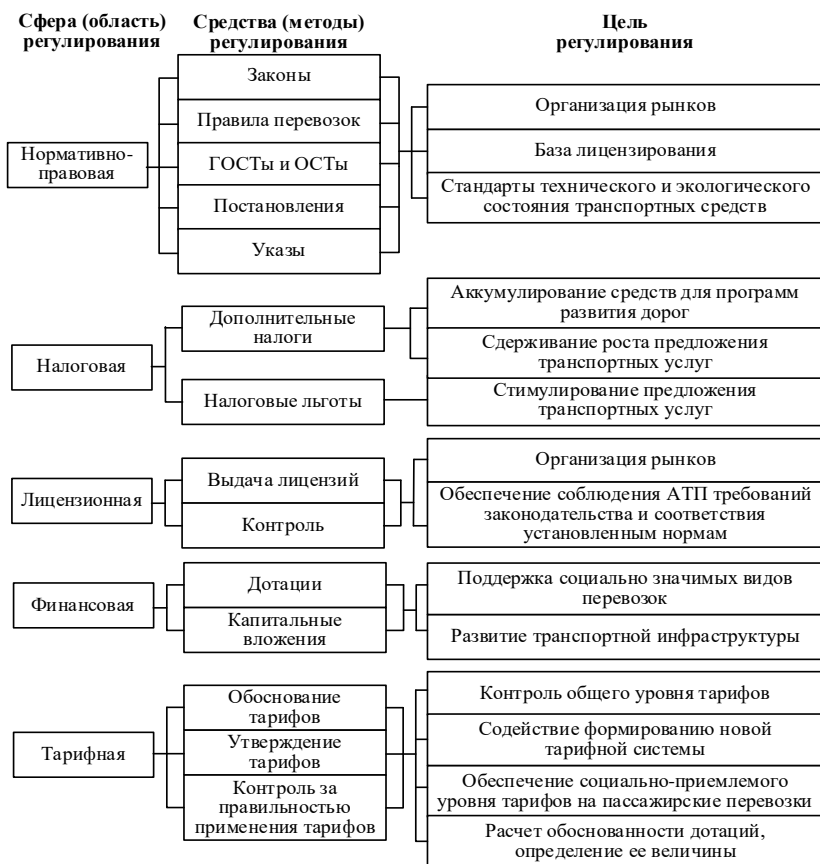 Сфера (область)
регулирования
Средства (методы)
регулирования
Цель
регулирования
Нормативно-
правовая
Законы
Правила перевозок
ГОСТы и ОСТы
Постановления
Указы
Организация рынков
База лицензирования
Стандарты технического и экологического
состояния транспортных средств
Налоговая
Дополнительные
налоги
Налоговые льготы
Аккумулирование средств для программ
развития дорог
Сдерживание роста предложения
транспортных услуг
Стимулирование предложения
транспортных услуг
Лицензионная
Выдача лицензий
Контроль
Организация рынков
Обеспечение соблюдения АТП требований
законодательства и соответствия
установленным нормам
Финансовая
Дотации
Капитальные
вложения
Поддержка социально значимых видов
перевозок
Развитие транспортной инфраструктуры
Тарифная
Обоснование
тарифов
Утверждение
тарифов
Контроль за
правильностью
применения тарифов
Контроль общего уровня тарифов
Содействие формированию новой
тарифной системы
Обеспечение социально-приемлемого
уровня тарифов на пассажирские перевозки
Расчет обоснованности дотаций,
определение ее величины